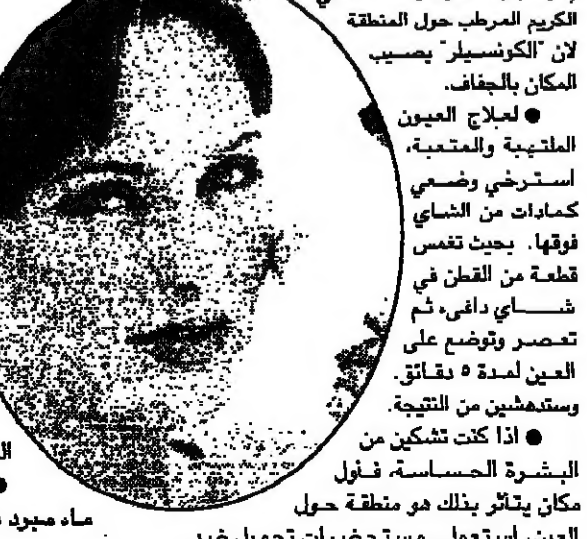 الكريم المرطب حول المنطقة
لان "الكونسيلر" يصيب
المكان بالجفاف.
● لعلاج العيون
الملتهبة والمتعبة،
استرخي وضعي
كمادات من الشاي
فوقها. بحيث تغمس
قطعة من القطن في
شاي دافىء ثم
تعصر وتوضع على
العين لمدة ٥ دقائق.
وستدهشين من النتيجة.
● اذا كنت تشكين من
البشرة الحساسة، فأول
مكان يتأثر بذلك هو منطقة حول
ماء مبرد